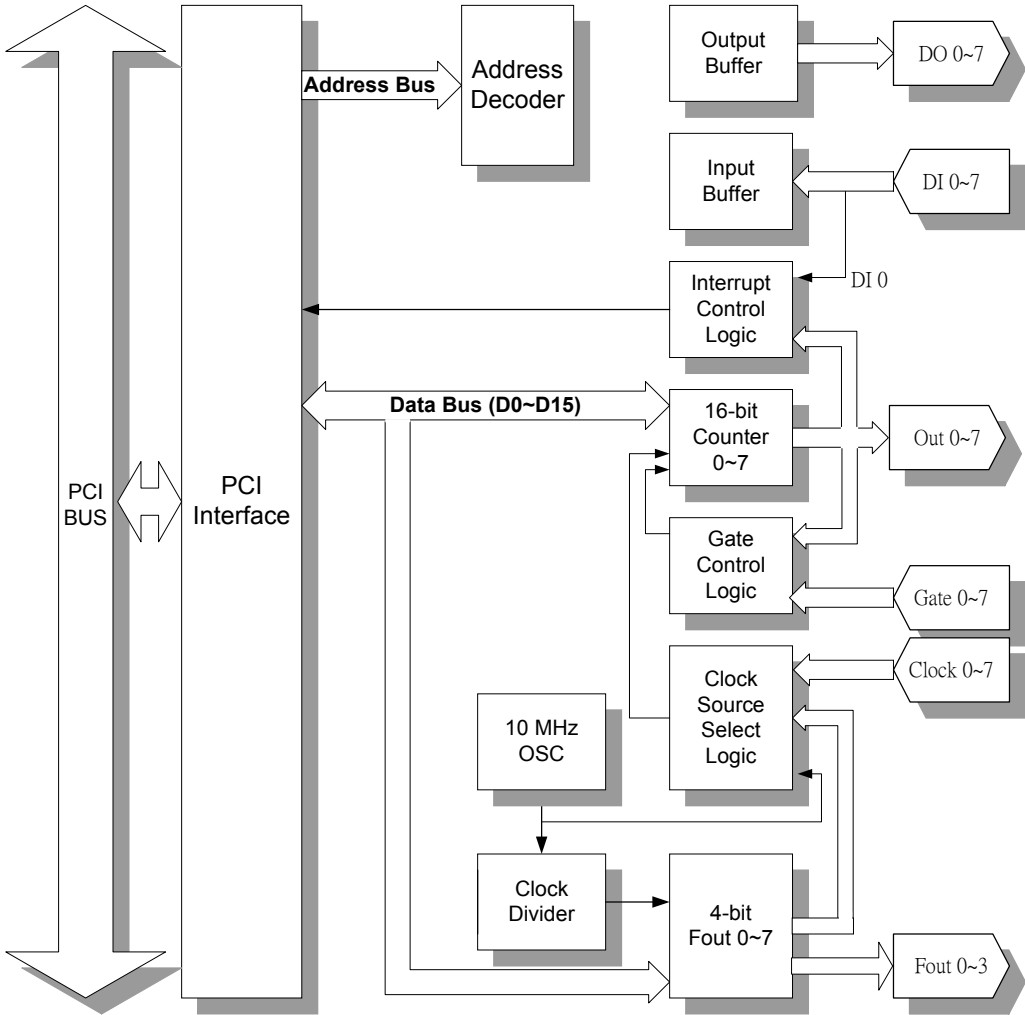 PCI
BUS
PCI
Interface
Address Bus
Address
Decoder
Output
Buffer
DO 0~7
Input
Buffer
DI 0~7
DI 0
Interrupt
Control
Logic
Data Bus (D0~D15)
16-bit
Counter
0~7
Out 0~7
Gate
Control
Logic
Gate 0~7
Clock
Source
Select
Logic
Clock 0~7
10 MHz
OSC
Clock
Divider
4-bit
Fout 0~7
Fout 0~3